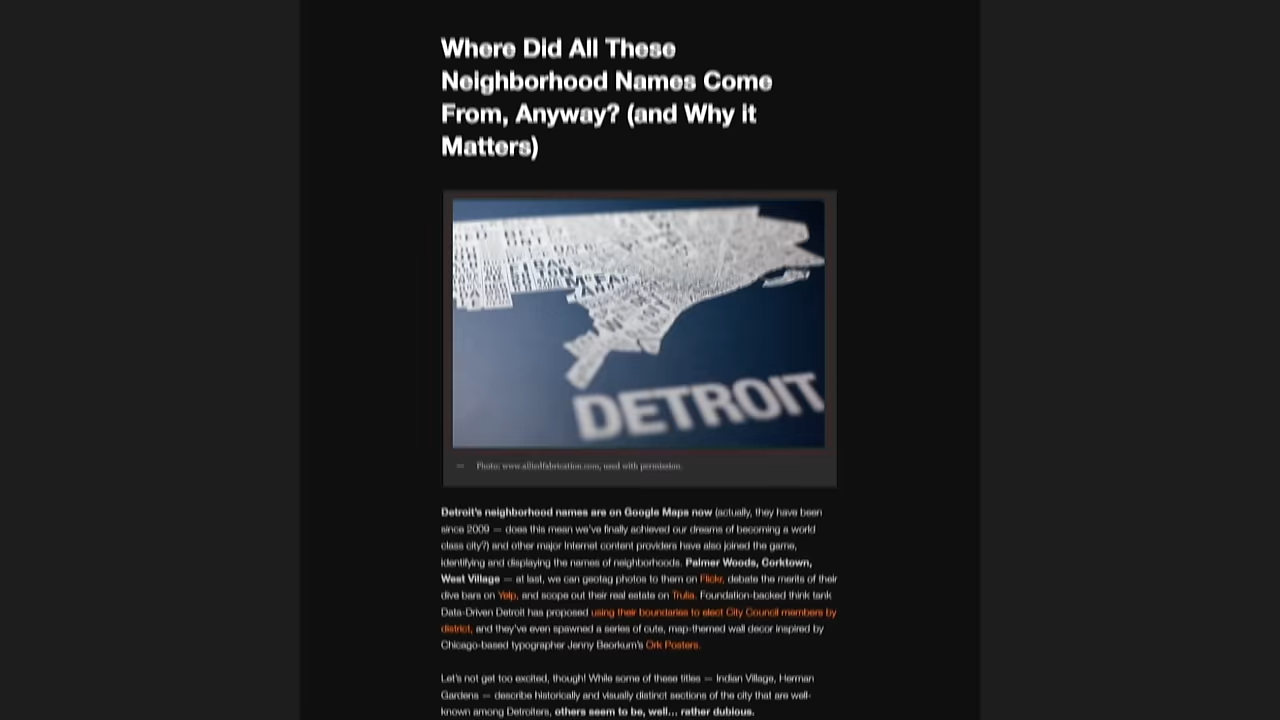 Where Did All These
Neighborhood Names Come
From, Anyway? (and Why it
Matters)
DETROIT
— Photo: www.alliedfabrication.com, used with permission.
Detroit's neighborhood names are on Google Maps now (actually, they have been
since 2009 — does this mean we've finally achieved our dreams of becoming a world
class city?) and other major Internet content providers have also joined the game,
identifying and displaying the names of neighborhoods. Palmer Woods, Corktown,
West Village — at last, we can geotag photos to them on Flickr, debate the merits of their
dive bars on Yelp, and scope out their real estate on Trulia. Foundation-backed think tank
Data-Driven Detroit has proposed using their boundaries to elect City Council members by
district, and they've even spawned a series of cute, map-themed wall decor inspired by
Chicago-based typographer Jenny Beorkum's Ork Posters.
Let's not get too excited, though! While some of these titles — Indian Village, Herman
Gardens — describe historically and visually distinct sections of the city that are well-
known among Detroiters, others seem to be, well... rather dubious.